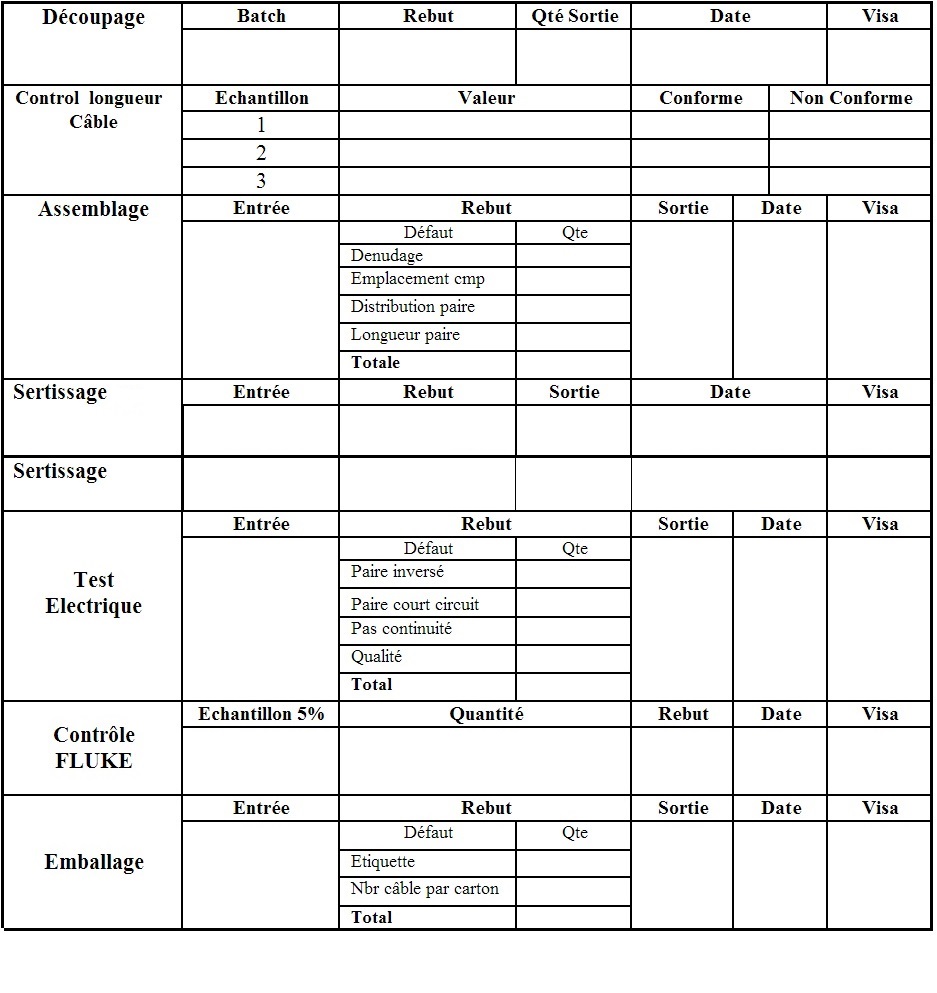 Découpage Batch Rebut Qté Sortie Date Visa
Control longueur Echantillon Valeur Conforme Non Conforme
Câble
1
2
3
Assemblage Entrée Rebut Sortie Date Visa
Défaut Qte
Denudage
Emplacement cmp
Distribution paire
Longueur paire
Totale
Sertissage Entrée Rebut Sortie Date Visa
Sertissage
Entrée Rebut Sortie Date Visa
Défaut Qte
Paire inversé
Test
Electrique
Paire court circuit
Pas continuité
Qualité
Total
Echantillon 5% Quantité Rebut Date Visa
Contrôle
FLUKE
Entrée Rebut Sortie Date Visa
Défaut Qte
Emballage
Etiquette
Nbr câble par carton
Total